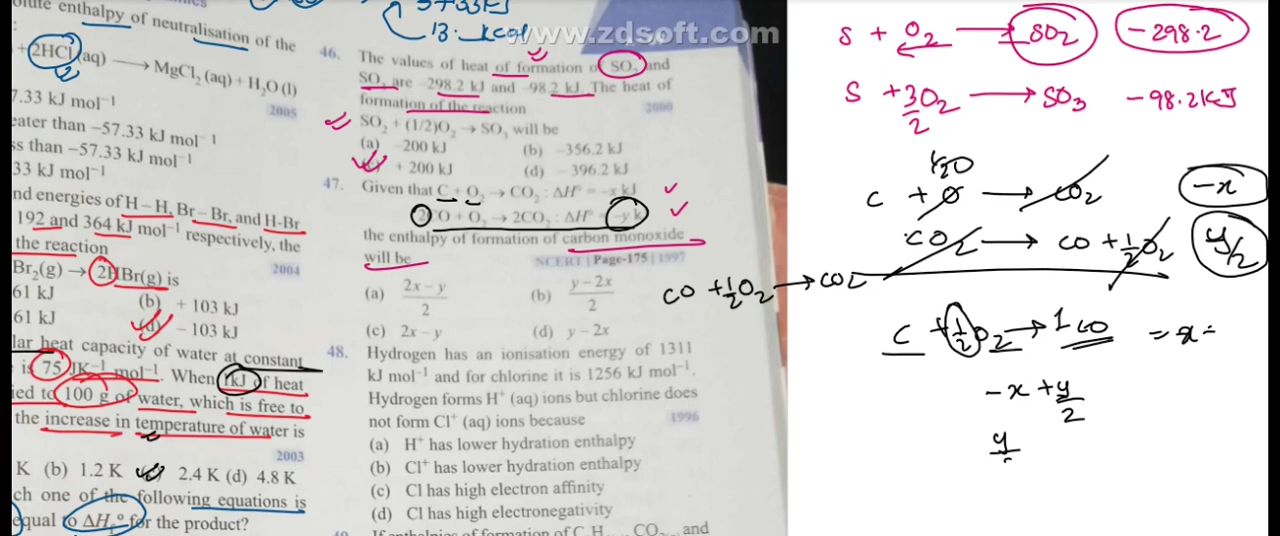 olute enthalpy of neutralisation of the
+ 2HCl(aq) ⟶ MgCl₂(aq) + H₂O(l)
2005
7.33 kJ mol⁻¹
eater than −57.33 kJ mol⁻¹
ss than −57.33 kJ mol⁻¹
33 kJ mol⁻¹
nd energies of H – H, Br – Br, and H-Br
192 and 364 kJ mol⁻¹ respectively, the
the reaction
2004
Br₂(g) → 2HBr(g) is
61 kJ (b) + 103 kJ
61 kJ (d) − 103 kJ
lar heat capacity of water at constant
is 75 JK⁻¹ mol⁻¹. When 1kJ of heat
ied to 100 g of water, which is free to
the increase in temperature of water is
2003
K (b) 1.2 K 2.4 K (d) 4.8 K
ch one of the following equations is
equal to ΔH_f° for the product?
13. kcal
www.zdsoft.com
46. The values of heat of formation of SO₂ and
SO₃ are −298.2 kJ and −98.2 kJ. The heat of
formation of the reaction
2000
SO₂ + (1/2)O₂ → SO₃ will be
(a) −200 kJ (b) −356.2 kJ
+ 200 kJ (d) − 396.2 kJ
47. Given that C + O₂ → CO₂ : ΔH° = −x kJ
2CO + O₂ → 2CO₂ : ΔH° = −y kJ
the enthalpy of formation of carbon monoxide
will be
NCERT | Page-175 | 1997
(a) (2x − y)/2 (b) (y − 2x)/2
(c) 2x − y (d) y − 2x
48. Hydrogen has an ionisation energy of 1311
kJ mol⁻¹ and for chlorine it is 1256 kJ mol⁻¹.
Hydrogen forms H⁺ (aq) ions but chlorine does
not form Cl⁺ (aq) ions because
1996
(a) H⁺ has lower hydration enthalpy
(b) Cl⁺ has lower hydration enthalpy
(c) Cl has high electron affinity
(d) Cl has high electronegativity
If enthalpies of formation of C H CO and
S + O₂ ⟶ SO₂ −298.2
S + 3/2 O₂ ⟶ SO₃ −98.2KJ
C + O ⟶ CO₂ −x
CO₂ ⟶ CO + 1/2 O₂ y/2
CO + 1/2 O₂ ⟶ CO₂
C + 1/2 O₂ → 1 CO = x
−x + y/2
y